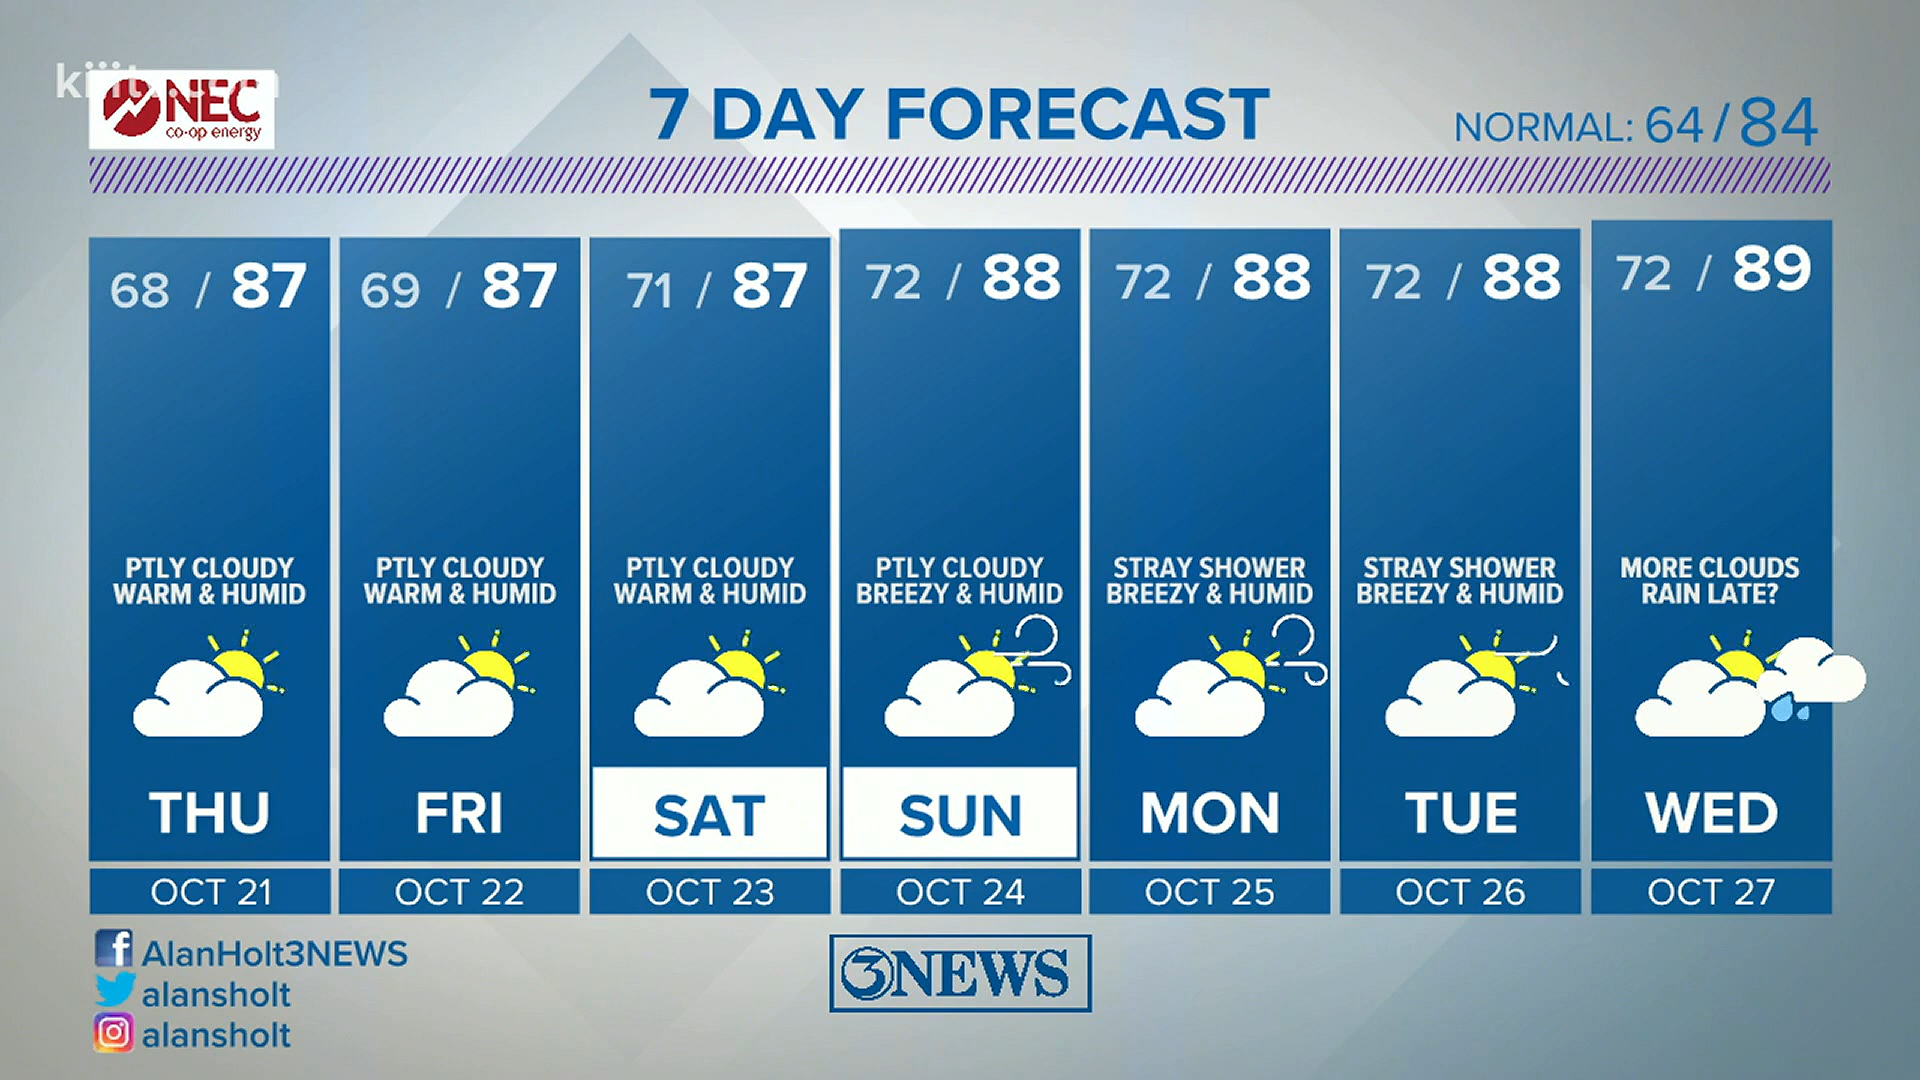 kiiitv.com
NEC
co-op energy
7 DAY FORECAST
NORMAL: 64/84
68 / 87
PTLY CLOUDY
WARM & HUMID
THU
OCT 21
69 / 87
PTLY CLOUDY
WARM & HUMID
FRI
OCT 22
71 / 87
PTLY CLOUDY
WARM & HUMID
SAT
OCT 23
72 / 88
PTLY CLOUDY
BREEZY & HUMID
SUN
OCT 24
72 / 88
STRAY SHOWER
BREEZY & HUMID
MON
OCT 25
72 / 88
STRAY SHOWER
BREEZY & HUMID
TUE
OCT 26
72 / 89
MORE CLOUDS
RAIN LATE?
WED
OCT 27
AlanHolt3NEWS
alansholt
alansholt
3NEWS